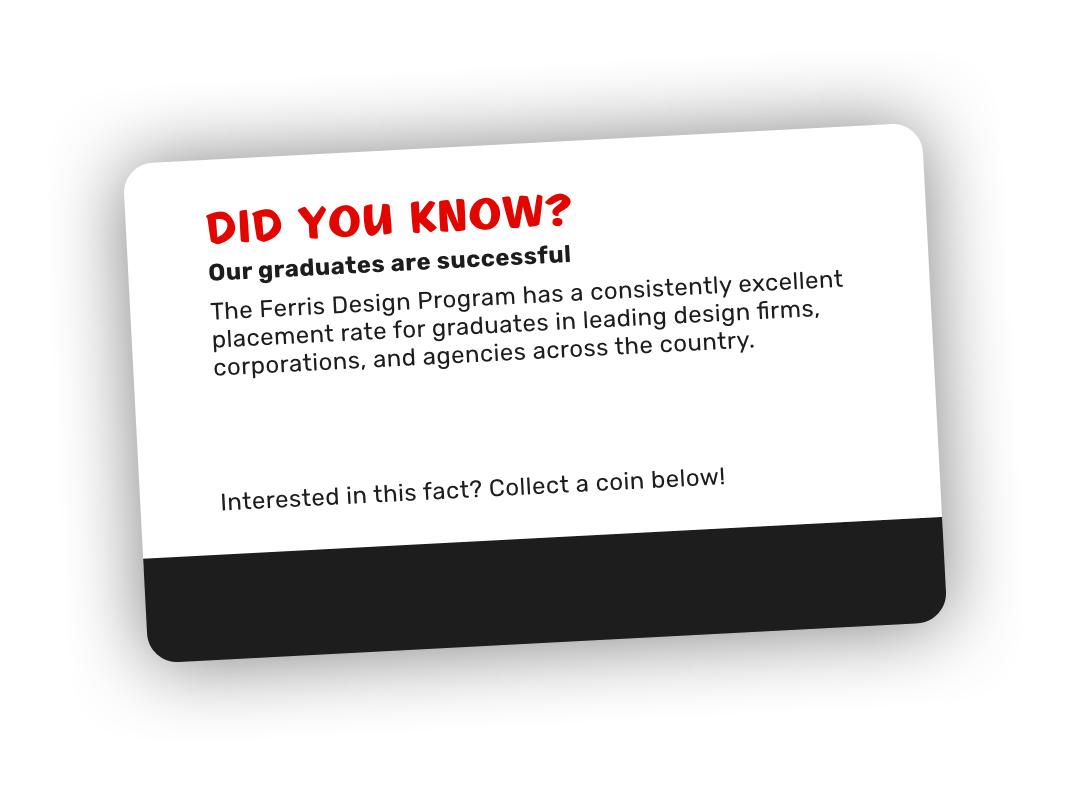 DID YOU KNOW?
Our graduates are successful
The Ferris Design Program has a consistently excellent
placement rate for graduates in leading design firms,
corporations, and agencies across the country.
Interested in this fact? Collect a coin below!